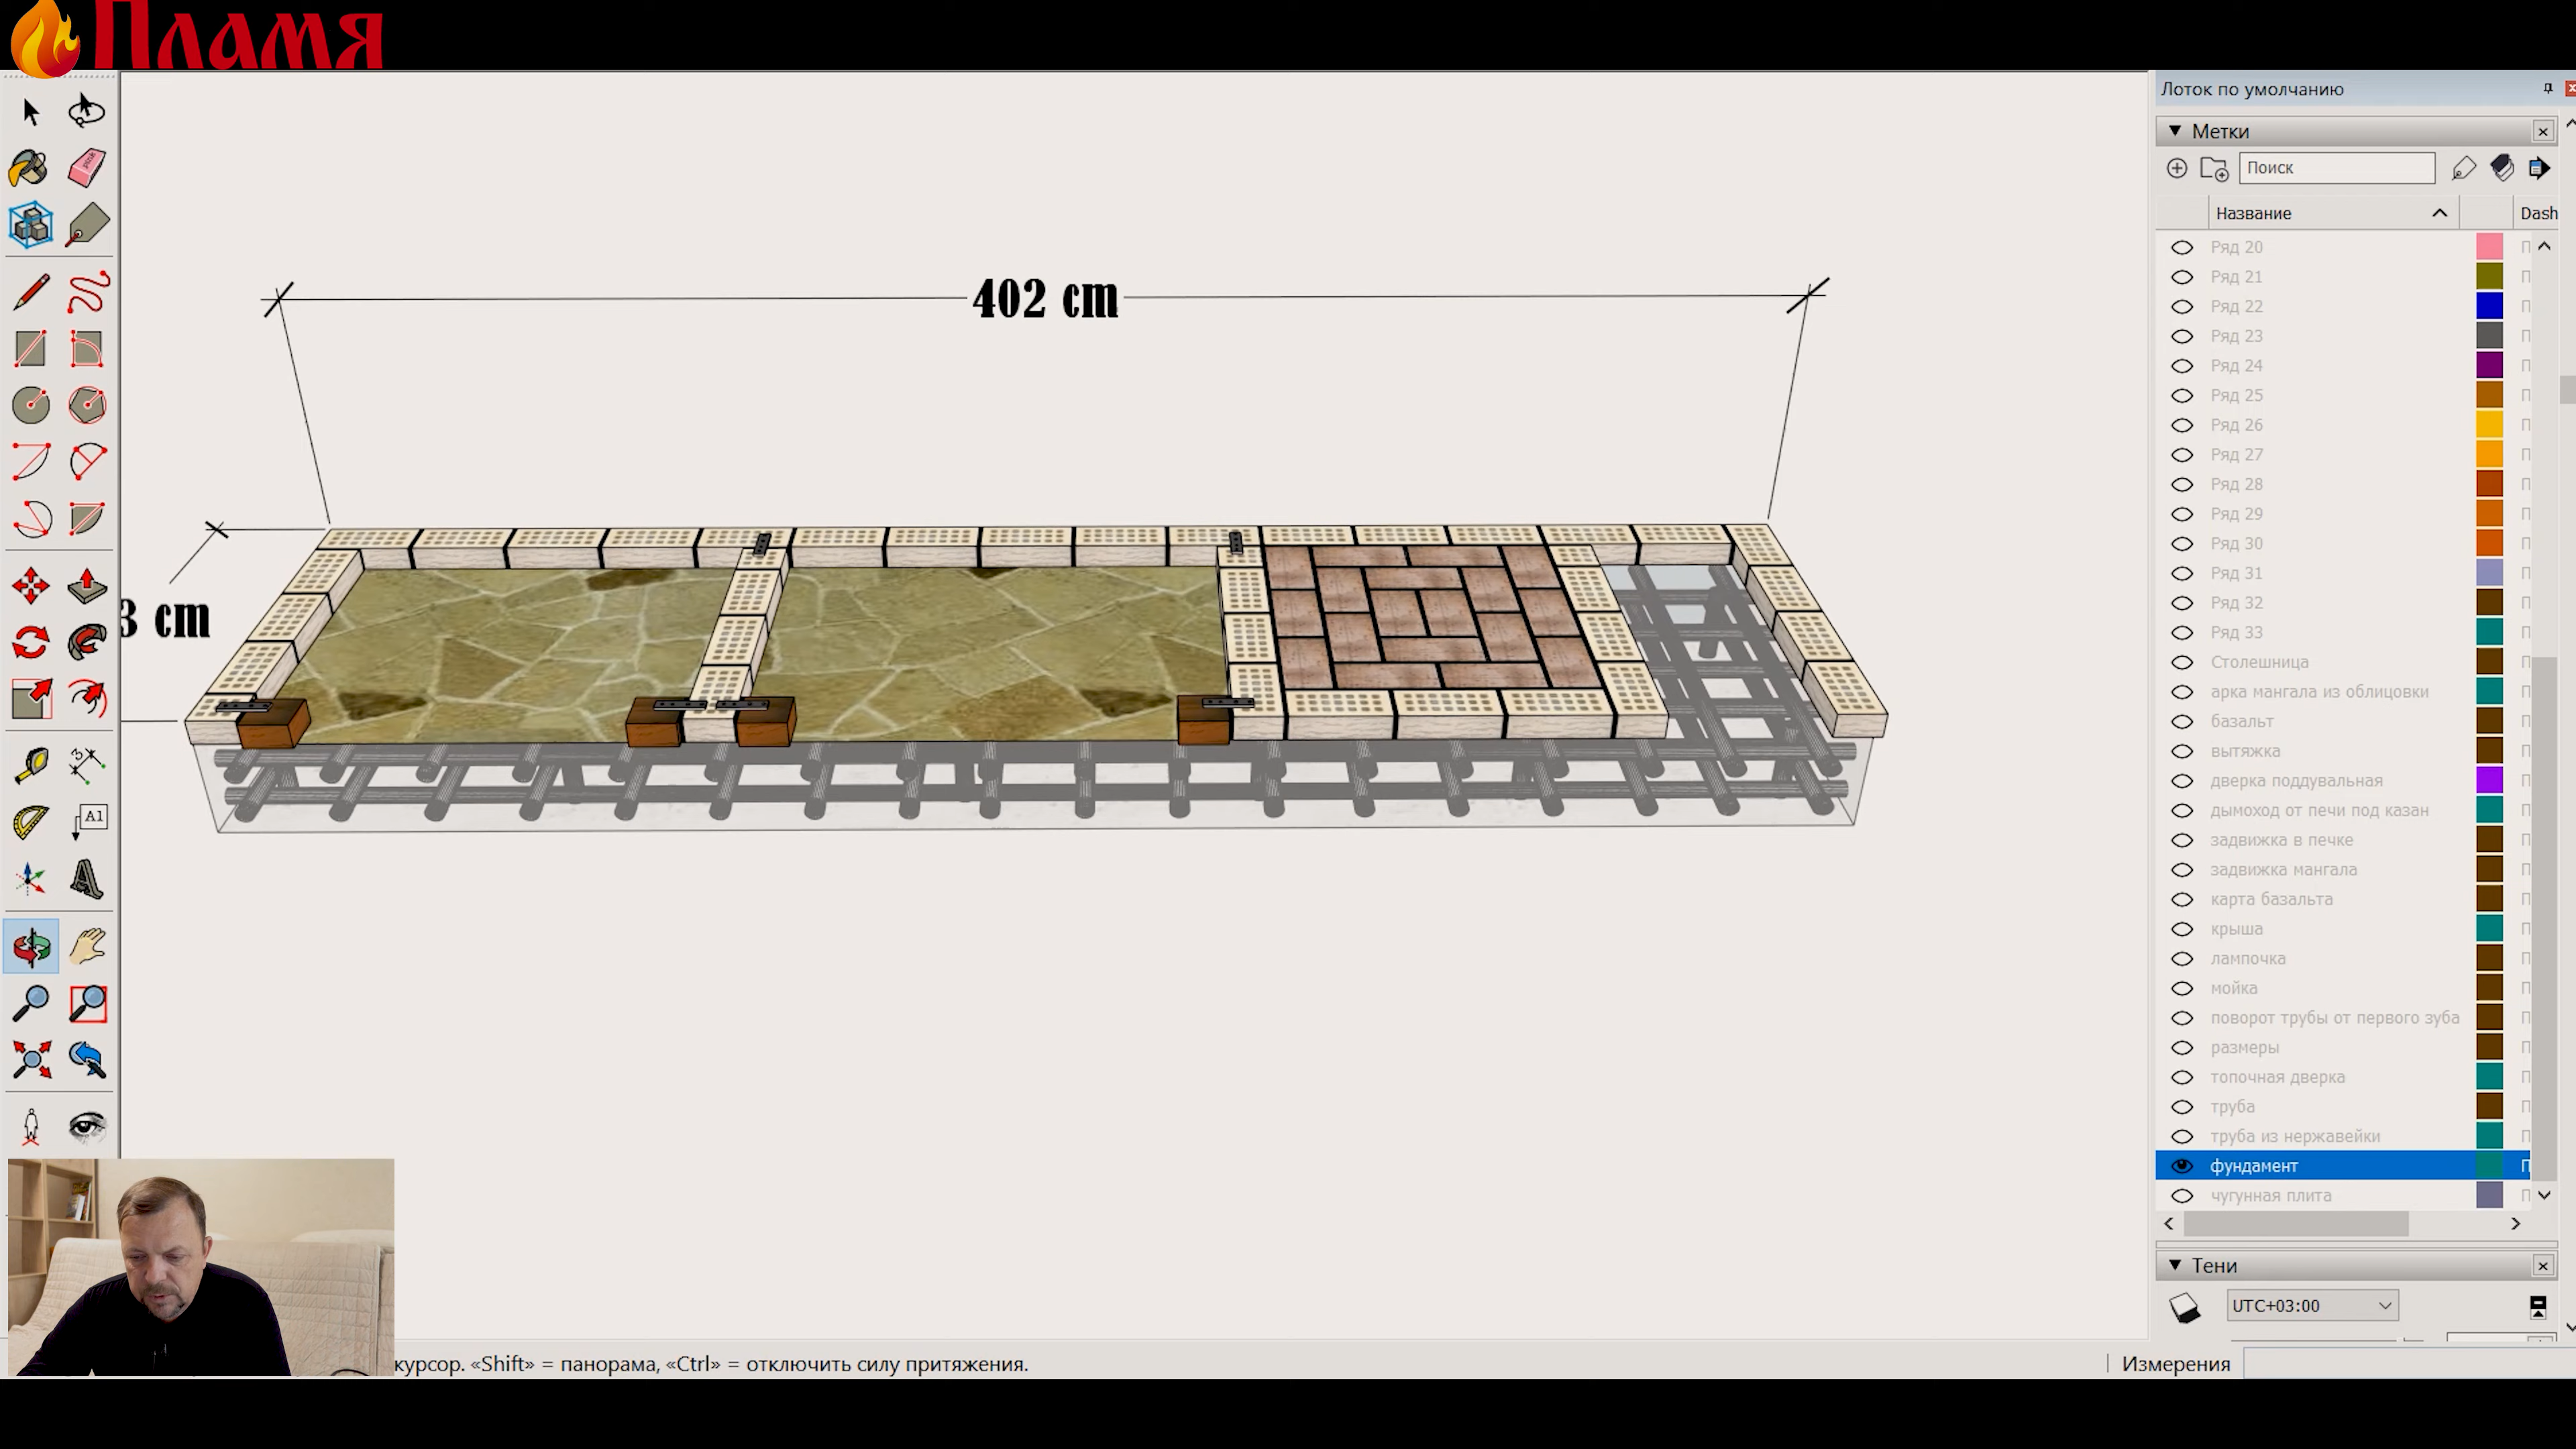 Пламя
Лоток по умолчанию
Метки
Поиск
Название
Dash
Ряд 20
Ряд 21
Ряд 22
Ряд 23
Ряд 24
Ряд 25
Ряд 26
Ряд 27
Ряд 28
Ряд 29
Ряд 30
Ряд 31
Ряд 32
Ряд 33
Столешница
арка мангала из облицовки
базальт
вытяжка
дверка поддувальная
дымоход от печи под казан
задвижка в печке
задвижка мангала
карта базальта
крыша
лампочка
мойка
поворот трубы от первого зуба
размеры
топочная дверка
труба
труба из нержавейки
фундамент
чугунная плита
Тени
UTC+03:00
402 cm
3 cm
A1
курсор. «Shift» = панорама, «Ctrl» = отключить силу притяжения.
Измерения